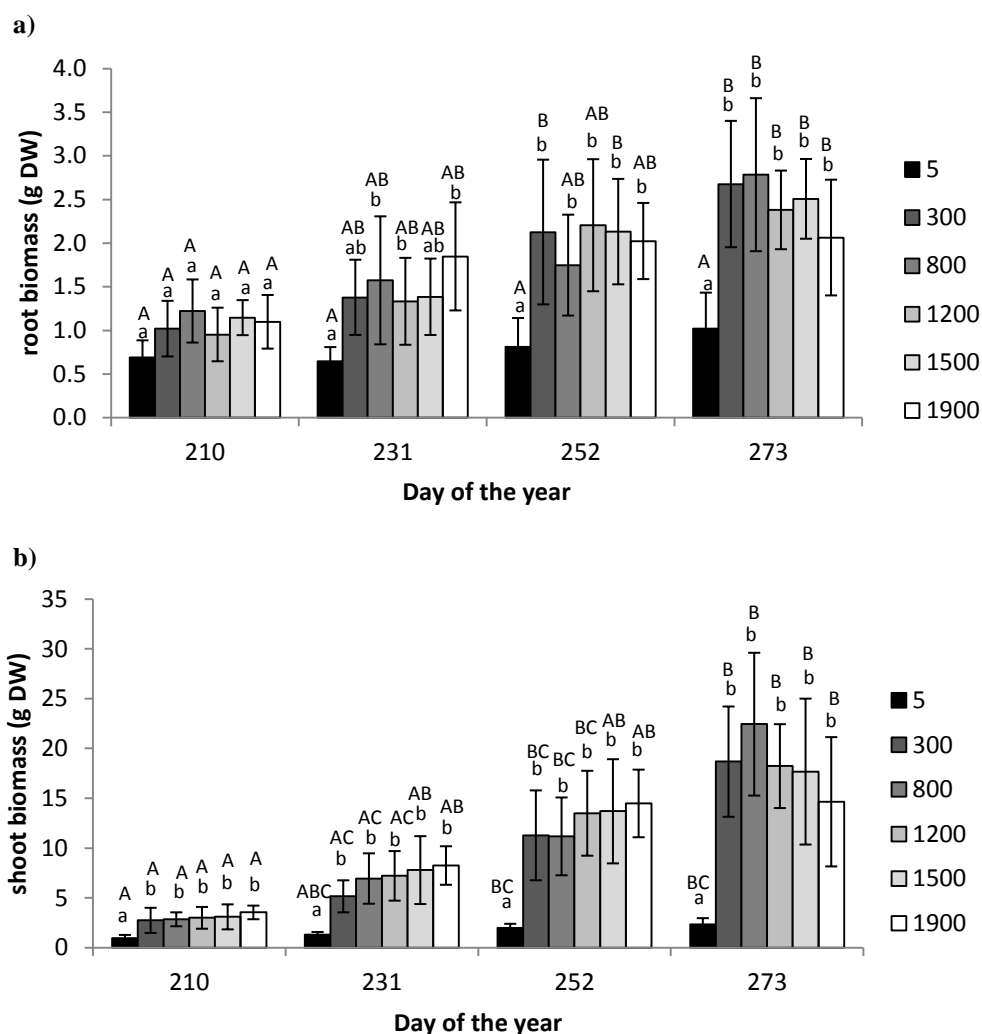 a)
root biomass (g DW)
4.0
3.5
3.0
2.5
2.0
1.5
1.0
0.5
0.0
A A A A A A
a a a a a a
A AB AB AB AB AB
a ab b b ab b
A B AB AB B AB
a b b b b b
A B B B B B
a b b b b b
210 231 252 273
Day of the year
5
300
800
1200
1500
1900
b)
shoot biomass (g DW)
35
30
25
20
15
10
5
0
A A A A A A
a b b b b b
ABC AC AC AC AB AB
a b b b b b
BC BC BC BC AB AB
a b b b b b
BC B B B B B
a b b b b b
210 231 252 273
Day of the year
5
300
800
1200
1500
1900